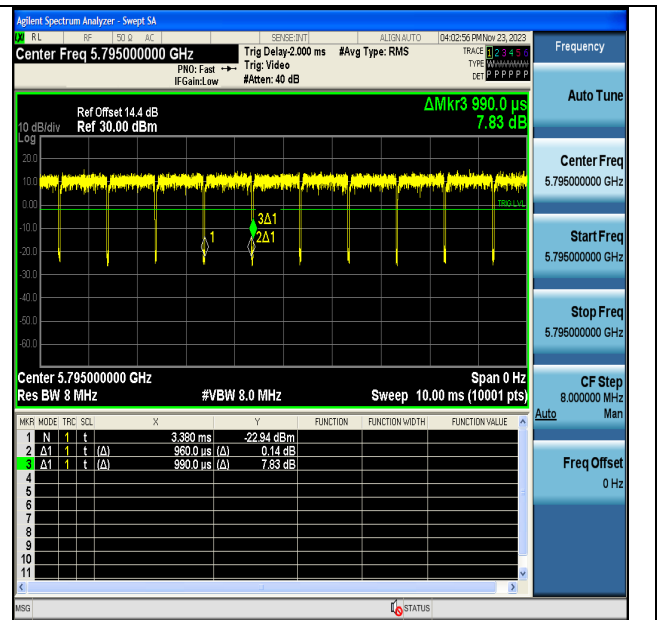 Agilent Spectrum Analyzer - Swept SA
RL RF 50 Ω AC SENSE:INT ALIGN AUTO 04:02:56 PM Nov 23, 2023
Center Freq 5.795000000 GHz
PNO: Fast
IFGain:Low
Trig Delay-2.000 ms
Trig: Video
#Atten: 40 dB
#Avg Type: RMS
TRACE 1 2 3 4 5 6
TYPE
DET P P P P P P
ΔMkr3 990.0 µs
7.83 dB
Ref Offset 14.4 dB
Ref 30.00 dBm
10 dB/div
Log
20.0
10.0
0.00
-10.0
-20.0
-30.0
-40.0
-50.0
-60.0
TRIG LVL
1
3Δ1
2Δ1
Center 5.795000000 GHz
Span 0 Hz
Res BW 8 MHz
#VBW 8.0 MHz
Sweep 10.00 ms (10001 pts)
MKR MODE TRC SCL X Y FUNCTION FUNCTION WIDTH FUNCTION VALUE
1 N 1 t 3.380 ms -22.94 dBm
2 Δ1 1 t (Δ) 960.0 µs (Δ) 0.14 dB
3 Δ1 1 t (Δ) 990.0 µs (Δ) 7.83 dB
4
5
6
7
8
9
10
11
MSG STATUS
Frequency
Auto Tune
Center Freq
5.795000000 GHz
Start Freq
5.795000000 GHz
Stop Freq
5.795000000 GHz
CF Step
8.000000 MHz
Auto Man
Freq Offset
0 Hz